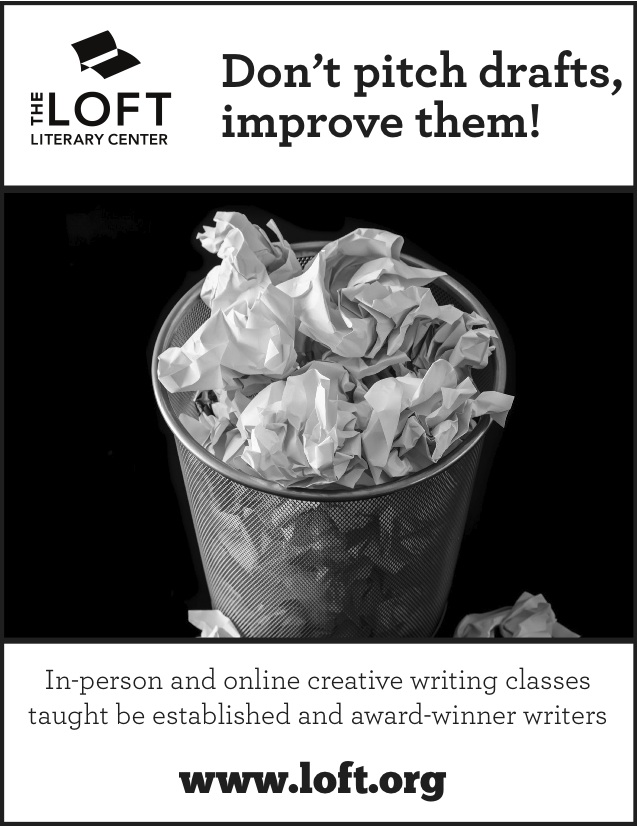 THE LOFT
LITERARY CENTER
Don't pitch drafts,
improve them!
In-person and online creative writing classes
taught be established and award-winner writers
www.loft.org